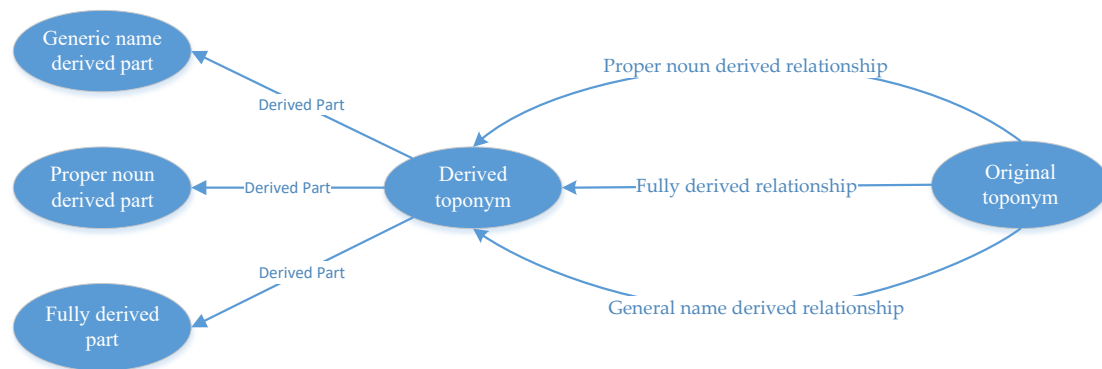 Generic name
derived part
Proper noun derived relationship
Derived Part
Proper noun
derived part
Derived Part
Derived
toponym
Fully derived relationship
Original
toponym
Derived Part
Fully derived
part
General name derived relationship